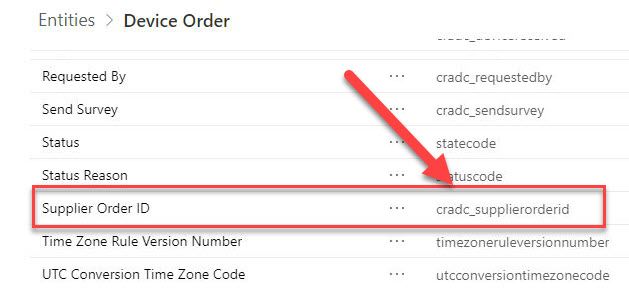 Entities > Device Order
Requested By ··· cradc_requestedby
Send Survey ··· cradc_sendsurvey
Status ··· statecode
Status Reason ··· statuscode
Supplier Order ID ··· cradc_supplierorderid
Time Zone Rule Version Number ··· timezoneruleversionnumber
UTC Conversion Time Zone Code ··· utcconversiontimezonecode